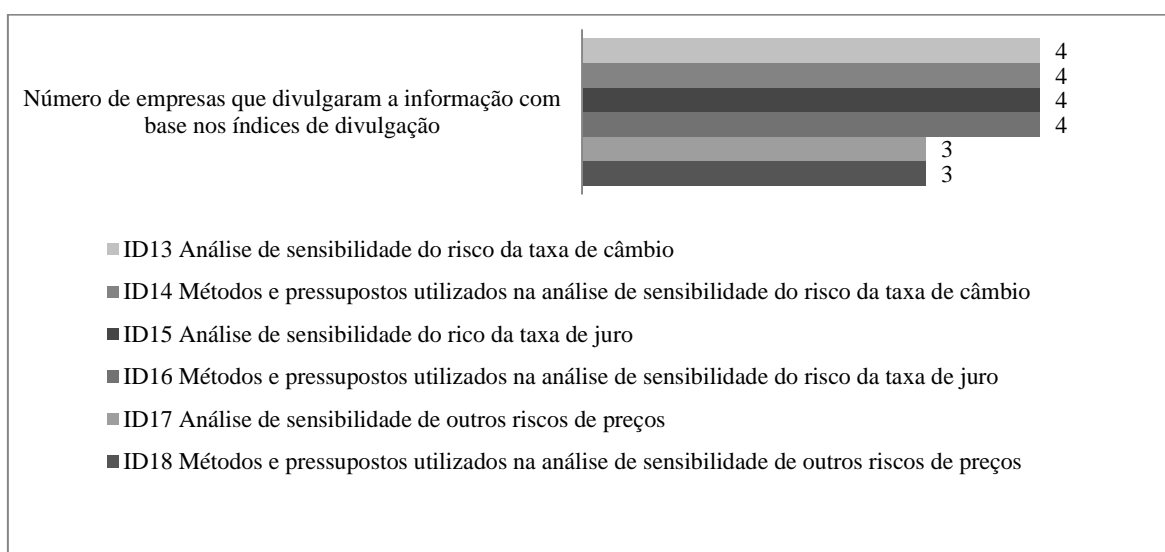 4
4
Número de empresas que divulgaram a informação com
4
base nos índices de divulgação
4
3
3
ID13 Análise de sensibilidade do risco da taxa de câmbio
ID14 Métodos e pressupostos utilizados na análise de sensibilidade do risco da taxa de câmbio
ID15 Análise de sensibilidade do rico da taxa de juro
ID16 Métodos e pressupostos utilizados na análise de sensibilidade do risco da taxa de juro
ID17 Análise de sensibilidade de outros riscos de preços
ID18 Métodos e pressupostos utilizados na análise de sensibilidade de outros riscos de preços